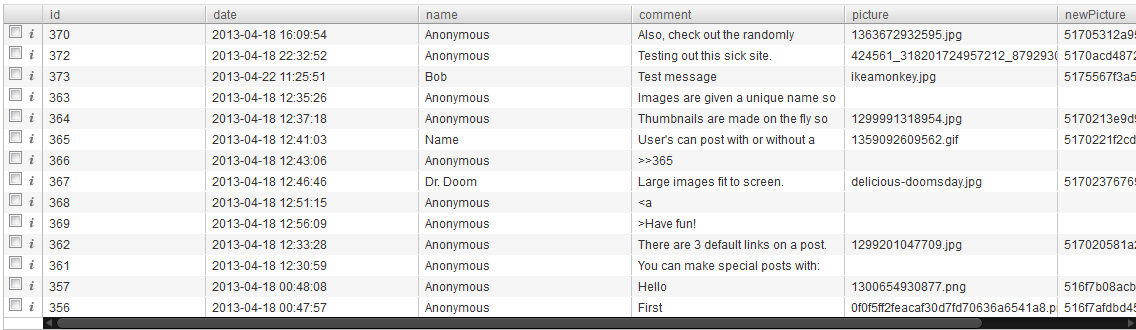 id date name comment picture newPicture
i 370 2013-04-18 16:09:54 Anonymous Also, check out the randomly 1363672932595.jpg 51705312a95
i 372 2013-04-18 22:32:52 Anonymous Testing out this sick site. 424561_318201724957212_8792930 5170acd4872
i 373 2013-04-22 11:25:51 Bob Test message ikeamonkey.jpg 5175567f3a5
i 363 2013-04-18 12:35:26 Anonymous Images are given a unique name so
i 364 2013-04-18 12:37:18 Anonymous Thumbnails are made on the fly so 1299991318954.jpg 5170213e9d9
i 365 2013-04-18 12:41:03 Name User's can post with or without a 1359092609562.gif 5170221f2cd
i 366 2013-04-18 12:43:06 Anonymous >>365
i 367 2013-04-18 12:46:46 Dr. Doom Large images fit to screen. delicious-doomsday.jpg 51702376769
i 368 2013-04-18 12:51:15 Anonymous <a
i 369 2013-04-18 12:56:09 Anonymous >Have fun!
i 362 2013-04-18 12:33:28 Anonymous There are 3 default links on a post. 1299201047709.jpg 517020581a2
i 361 2013-04-18 12:30:59 Anonymous You can make special posts with:
i 357 2013-04-18 00:48:08 Anonymous Hello 1300654930877.png 516f7b08acb
i 356 2013-04-18 00:47:57 Anonymous First 0f0f5ff2feacaf30d7fd70636a6541a8.p 516f7afdbd43